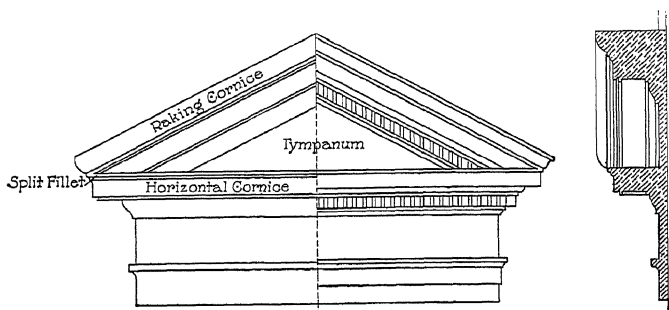 Raking Cornice
Tympanum
Split Fillet
Horizontal Cornice